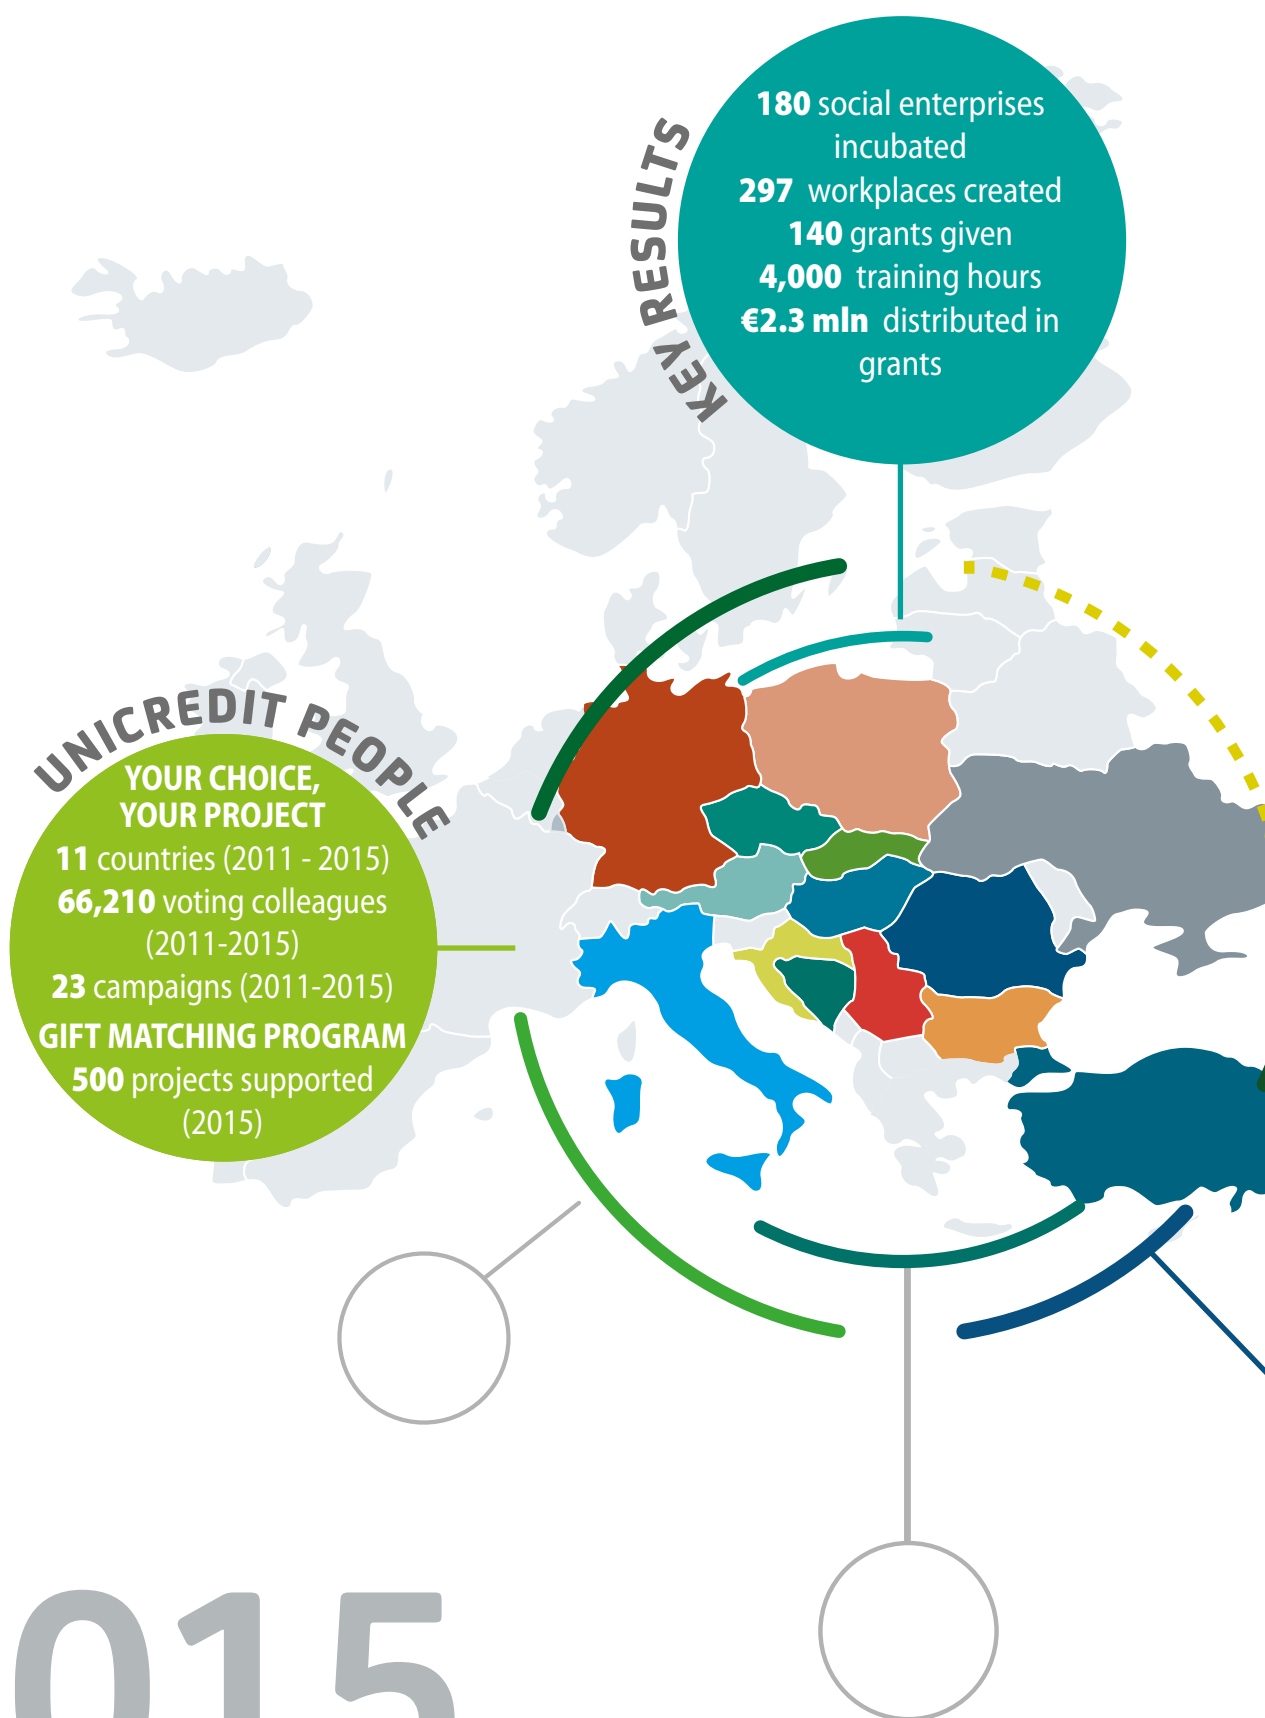 KEY RESULTS
180 social enterprises
incubated
297 workplaces created
140 grants given
4,000 training hours
€2.3 mln distributed in
grants
UNICREDIT PEOPLE
YOUR CHOICE,
YOUR PROJECT
11 countries (2011 - 2015)
66,210 voting colleagues
(2011-2015)
23 campaigns (2011-2015)
GIFT MATCHING PROGRAM
500 projects supported
(2015)
015